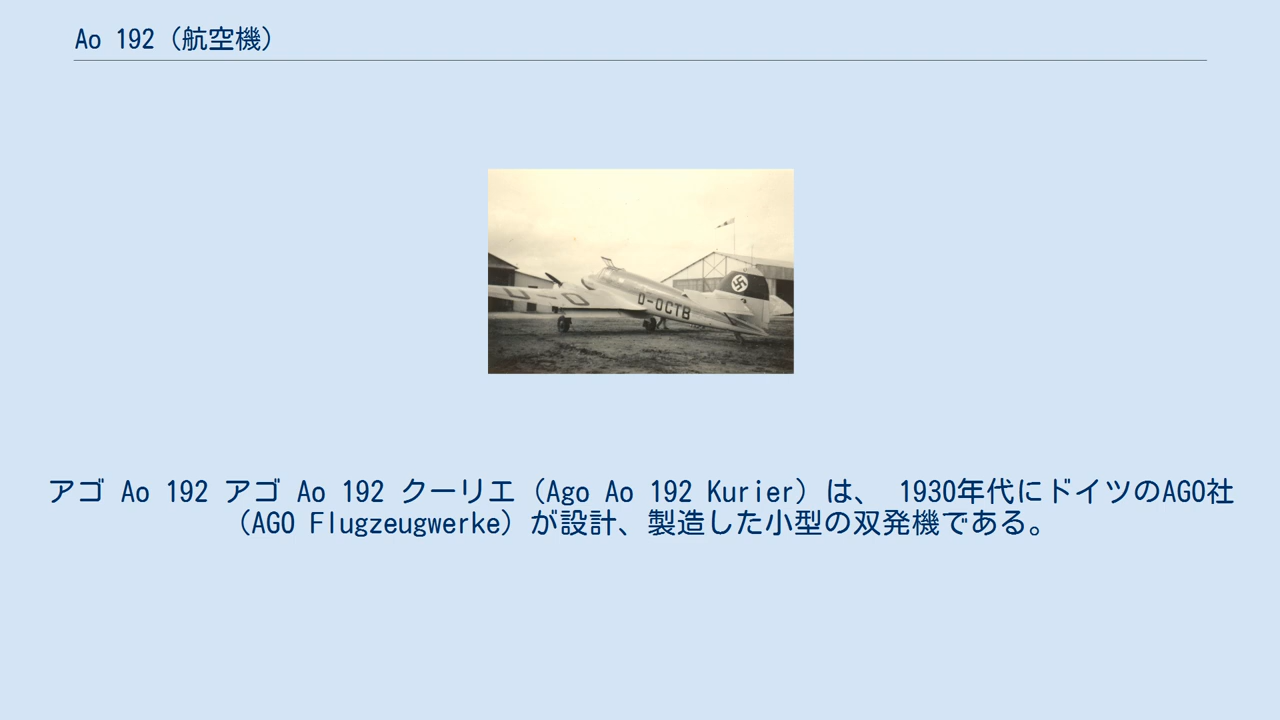 Ao 192（航空機）
D-OCTB
アゴ Ao 192 アゴ Ao 192 クーリエ（Ago Ao 192 Kurier）は、 1930年代にドイツのAGO社
（AGO Flugzeugwerke）が設計、製造した小型の双発機である。